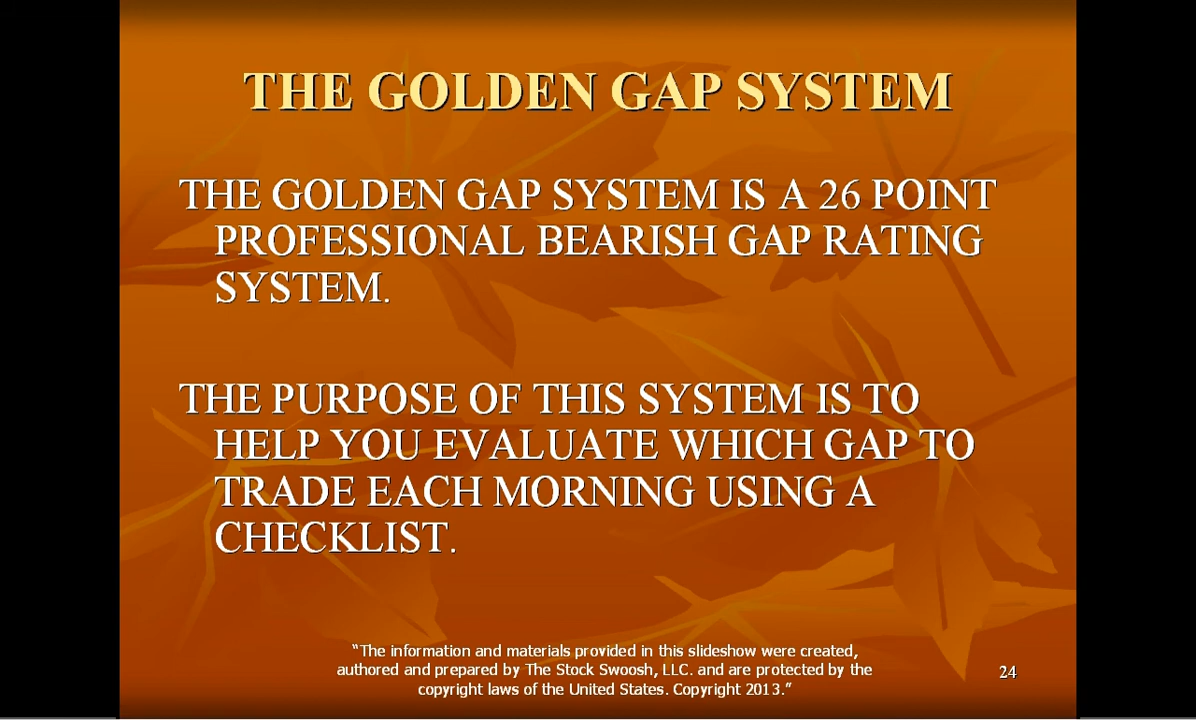 THE GOLDEN GAP SYSTEM
THE GOLDEN GAP SYSTEM IS A 26 POINT
PROFESSIONAL BEARISH GAP RATING
SYSTEM.
THE PURPOSE OF THIS SYSTEM IS TO
HELP YOU EVALUATE WHICH GAP TO
TRADE EACH MORNING USING A
CHECKLIST.
“The information and materials provided in this slideshow were created,
authored and prepared by The Stock Swoosh, LLC. and are protected by the
copyright laws of the United States. Copyright 2013.”
24